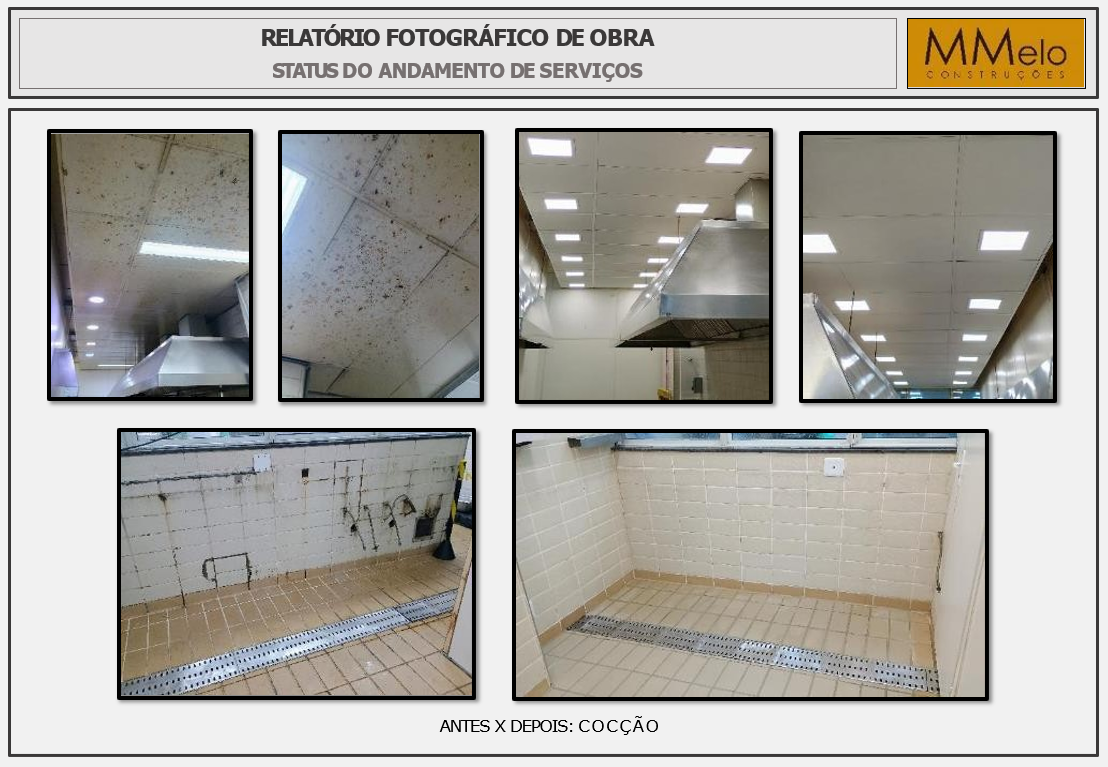 RELATÓRIO FOTOGRÁFICO DE OBRA
STATUS DO ANDAMENTO DE SERVIÇOS
MMelo
CONSTRUÇÕES
ANTES X DEPOIS: COCÇÃO